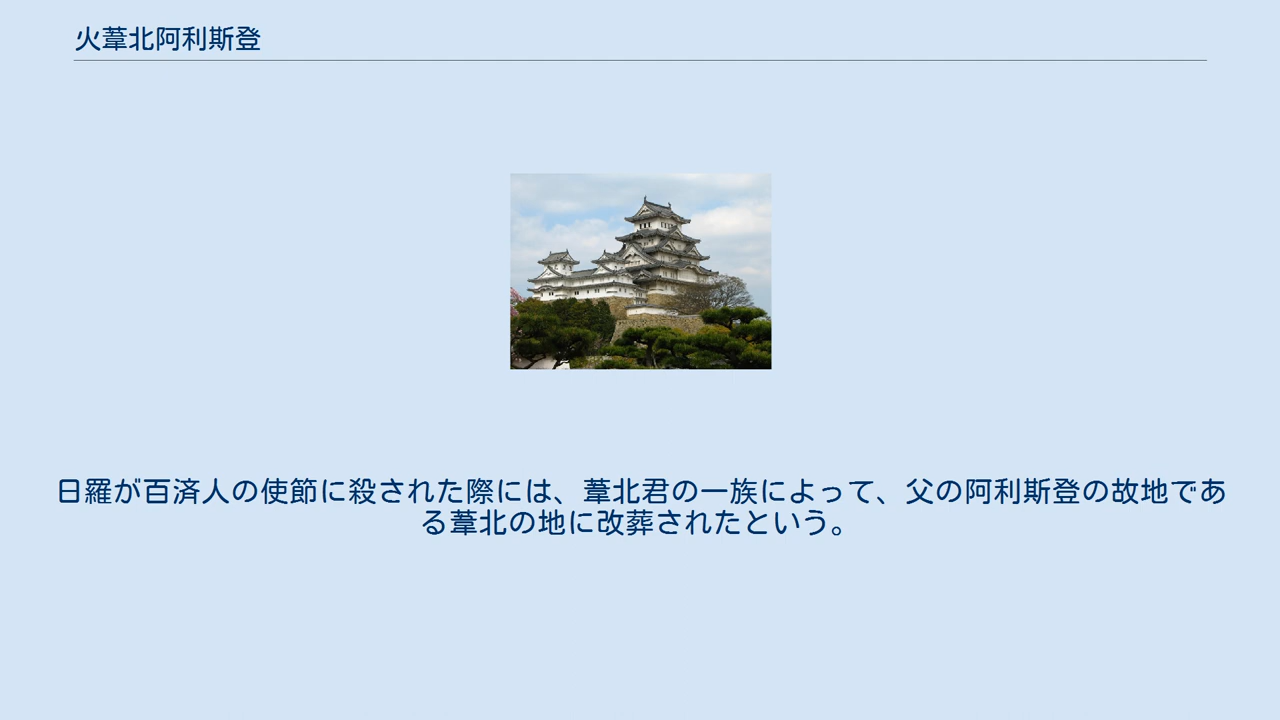 火葦北阿利斯登
日羅が百済人の使節に殺された際には、葦北君の一族によって、父の阿利斯登の故地であ
る葦北の地に改葬されたという。